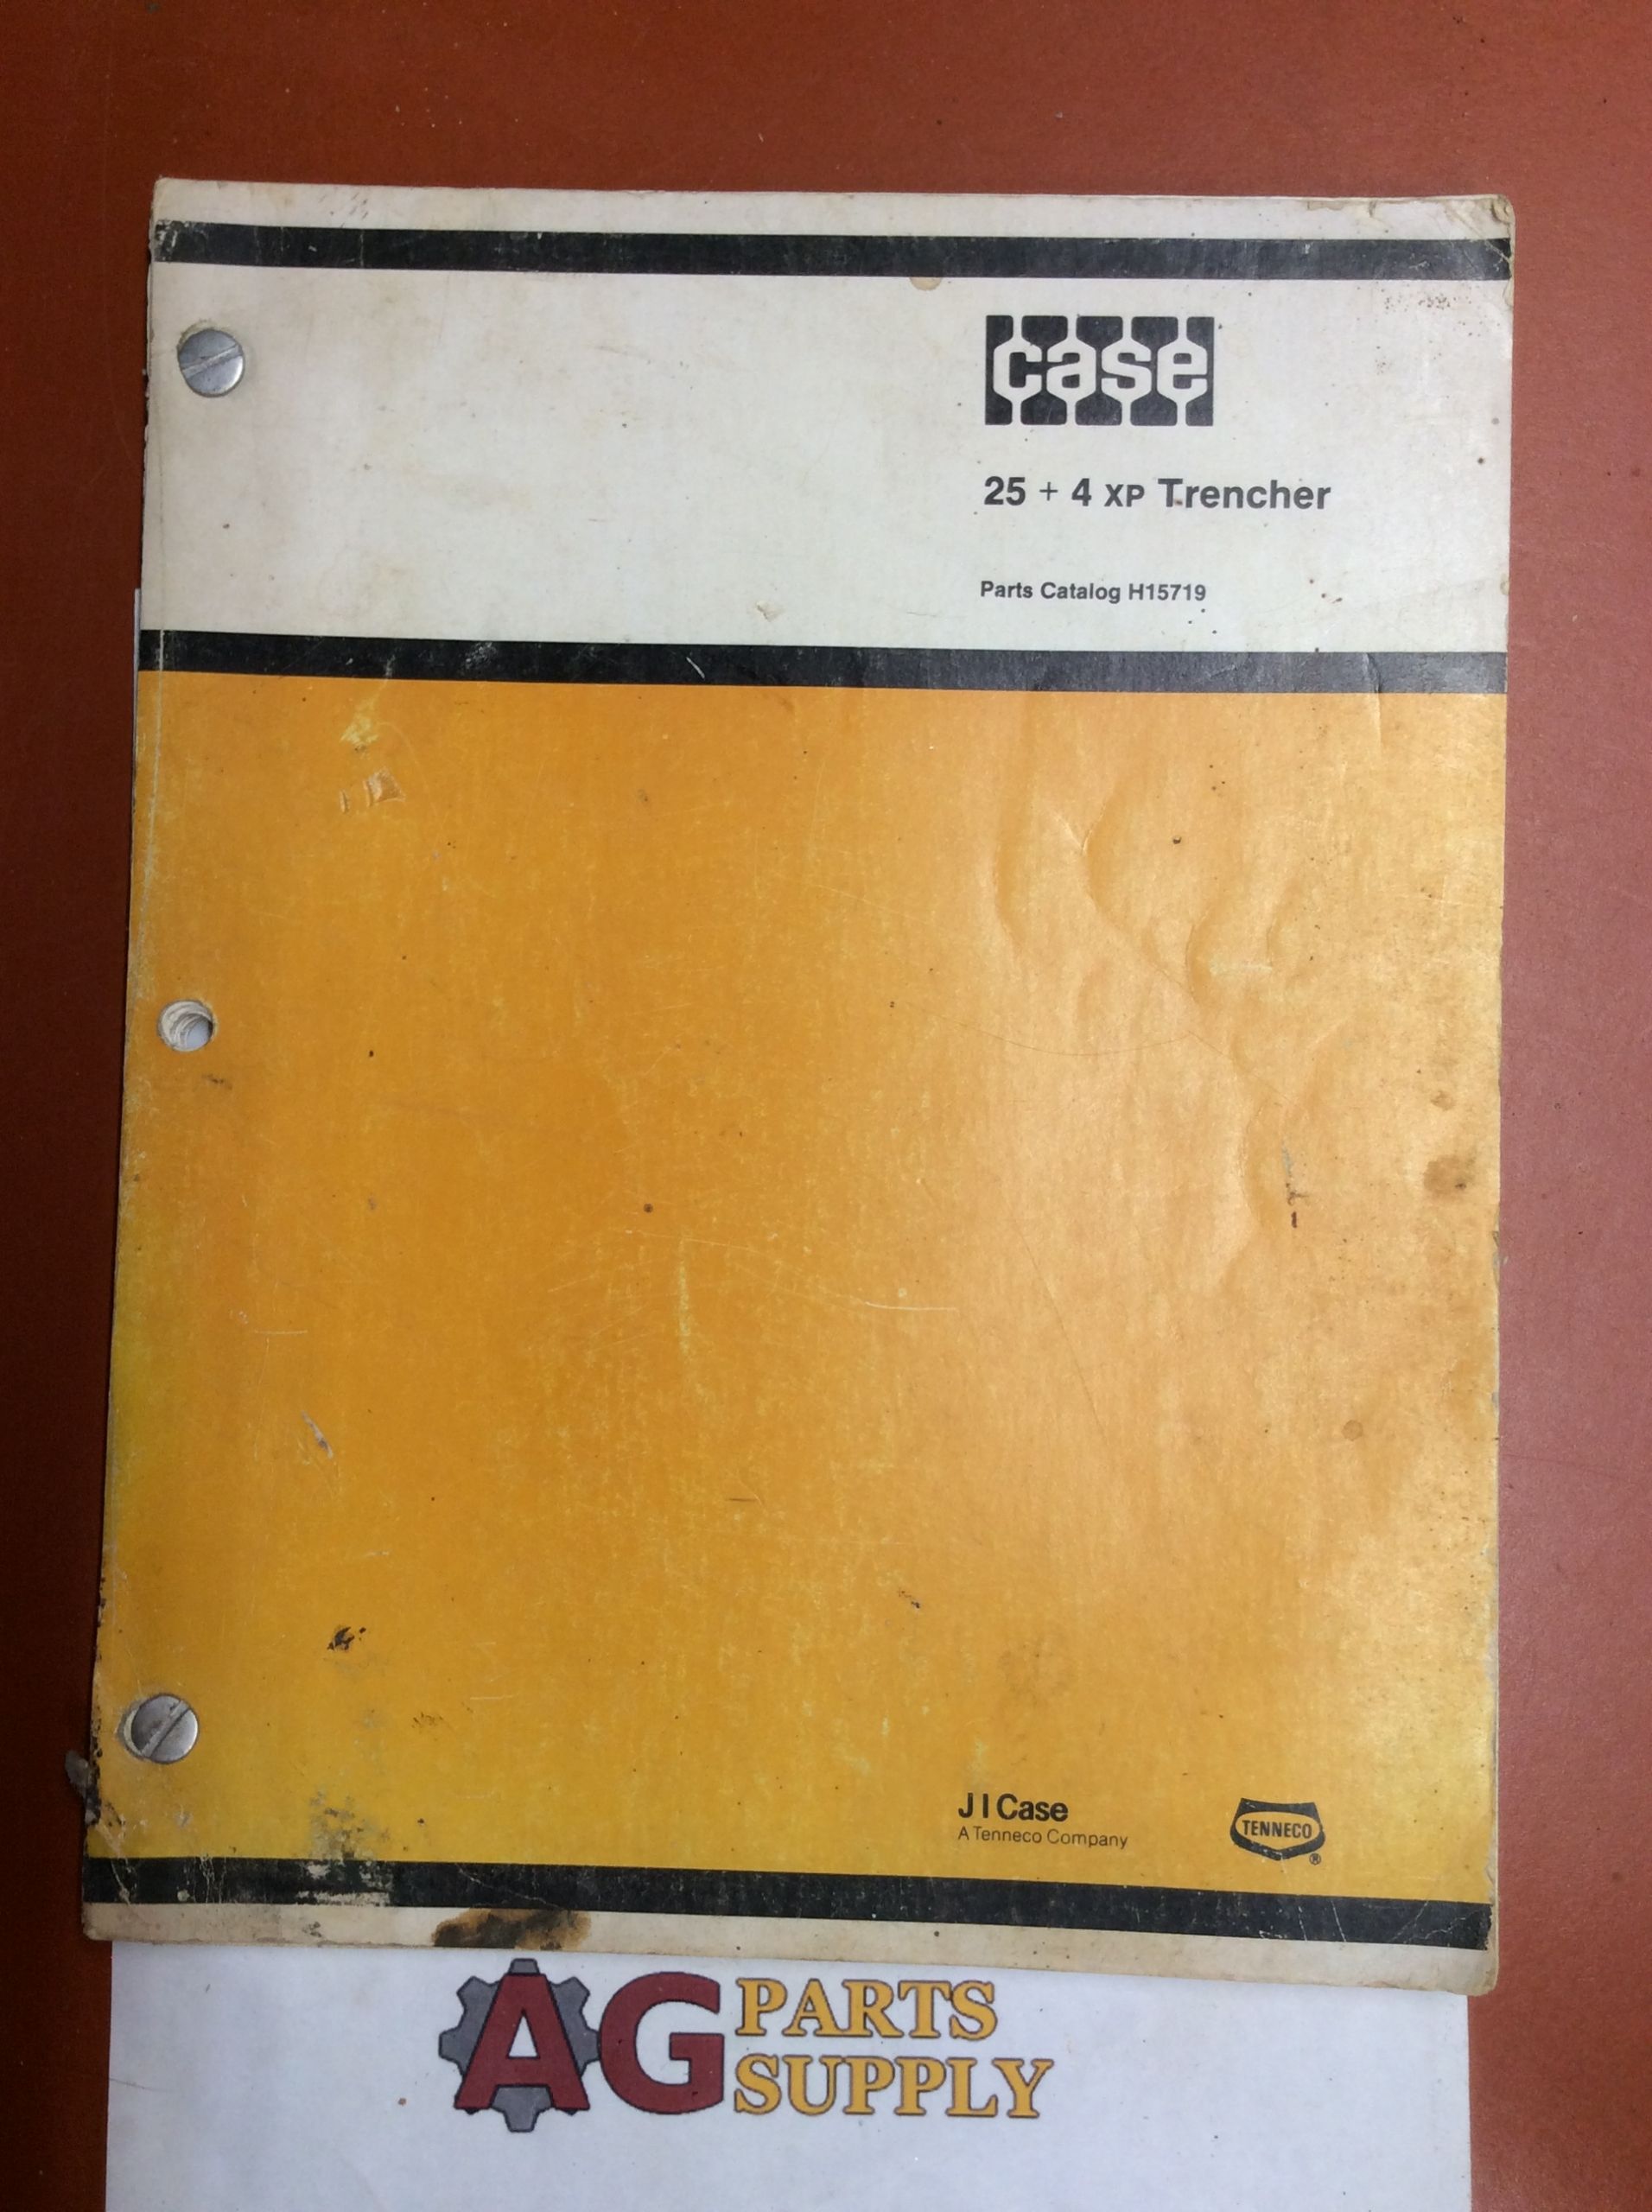 case
25 + 4 XP Trencher
Parts Catalog H15719
J I Case
A Tenneco Company
TENNECO
®
AG PARTS
SUPPLY